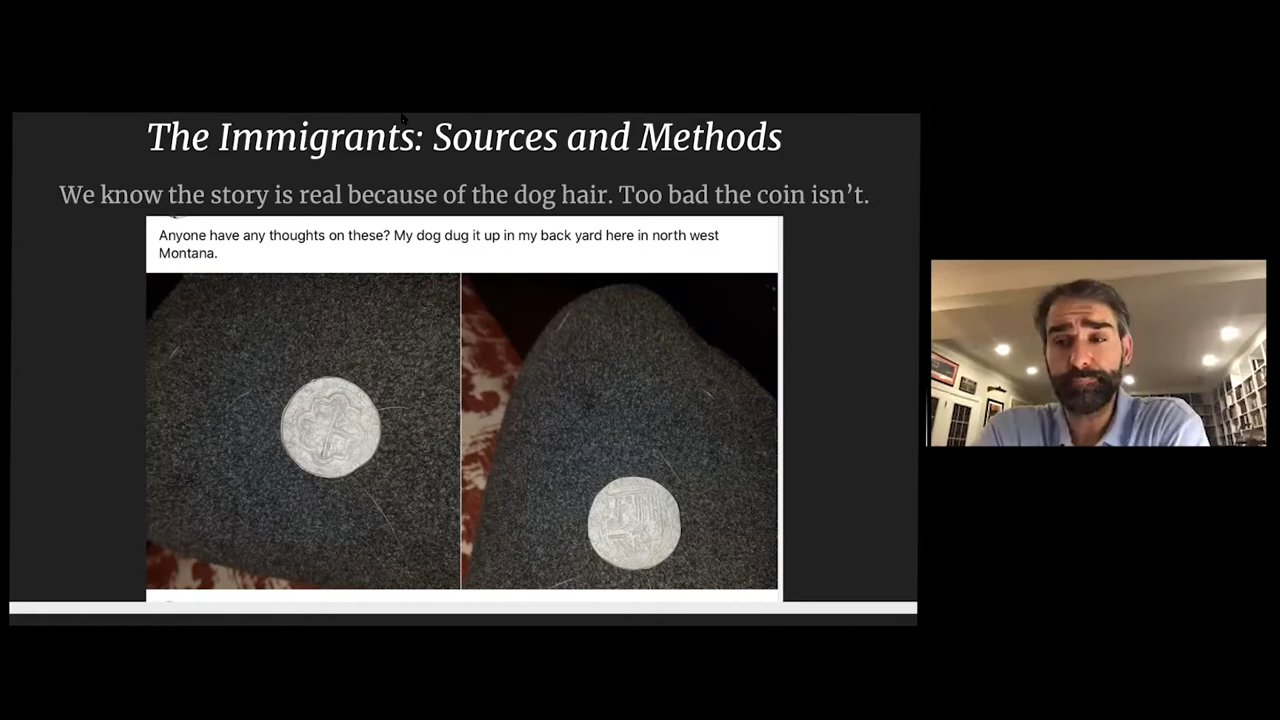 The Immigrants: Sources and Methods
We know the story is real because of the dog hair. Too bad the coin isn’t.
Anyone have any thoughts on these? My dog dug it up in my back yard here in north west
Montana.